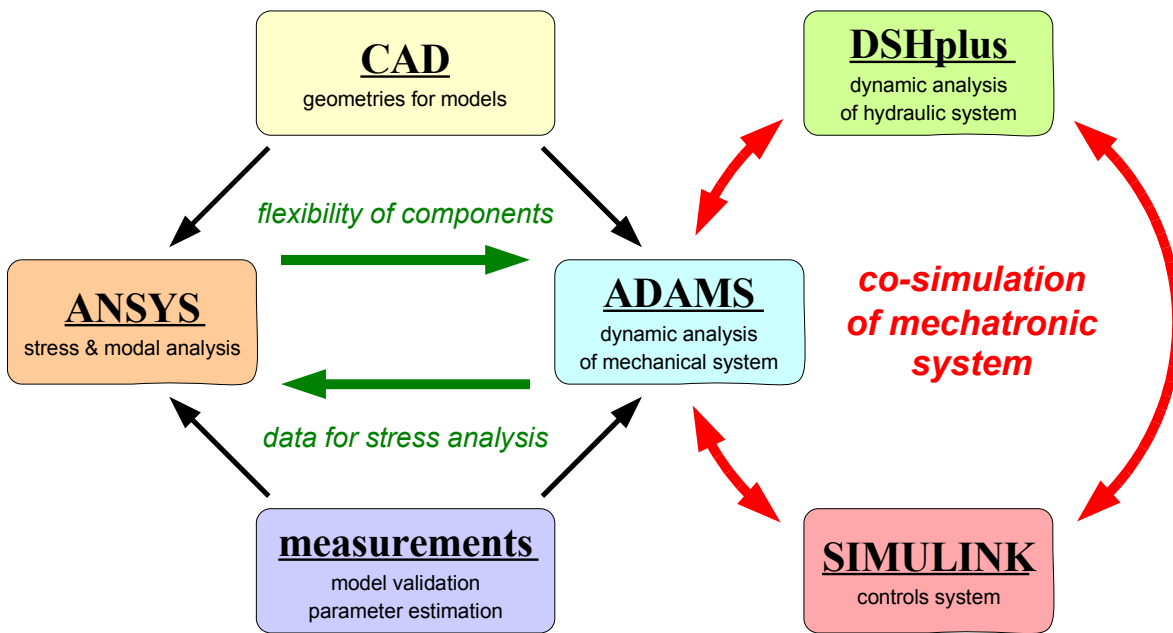 CAD
geometries for models
DSHplus
dynamic analysis
of hydraulic system
flexibility of components
ANSYS
stress & modal analysis
ADAMS
dynamic analysis
of mechanical system
co-simulation
of mechatronic
system
data for stress analysis
measurements
model validation
parameter estimation
SIMULINK
controls system